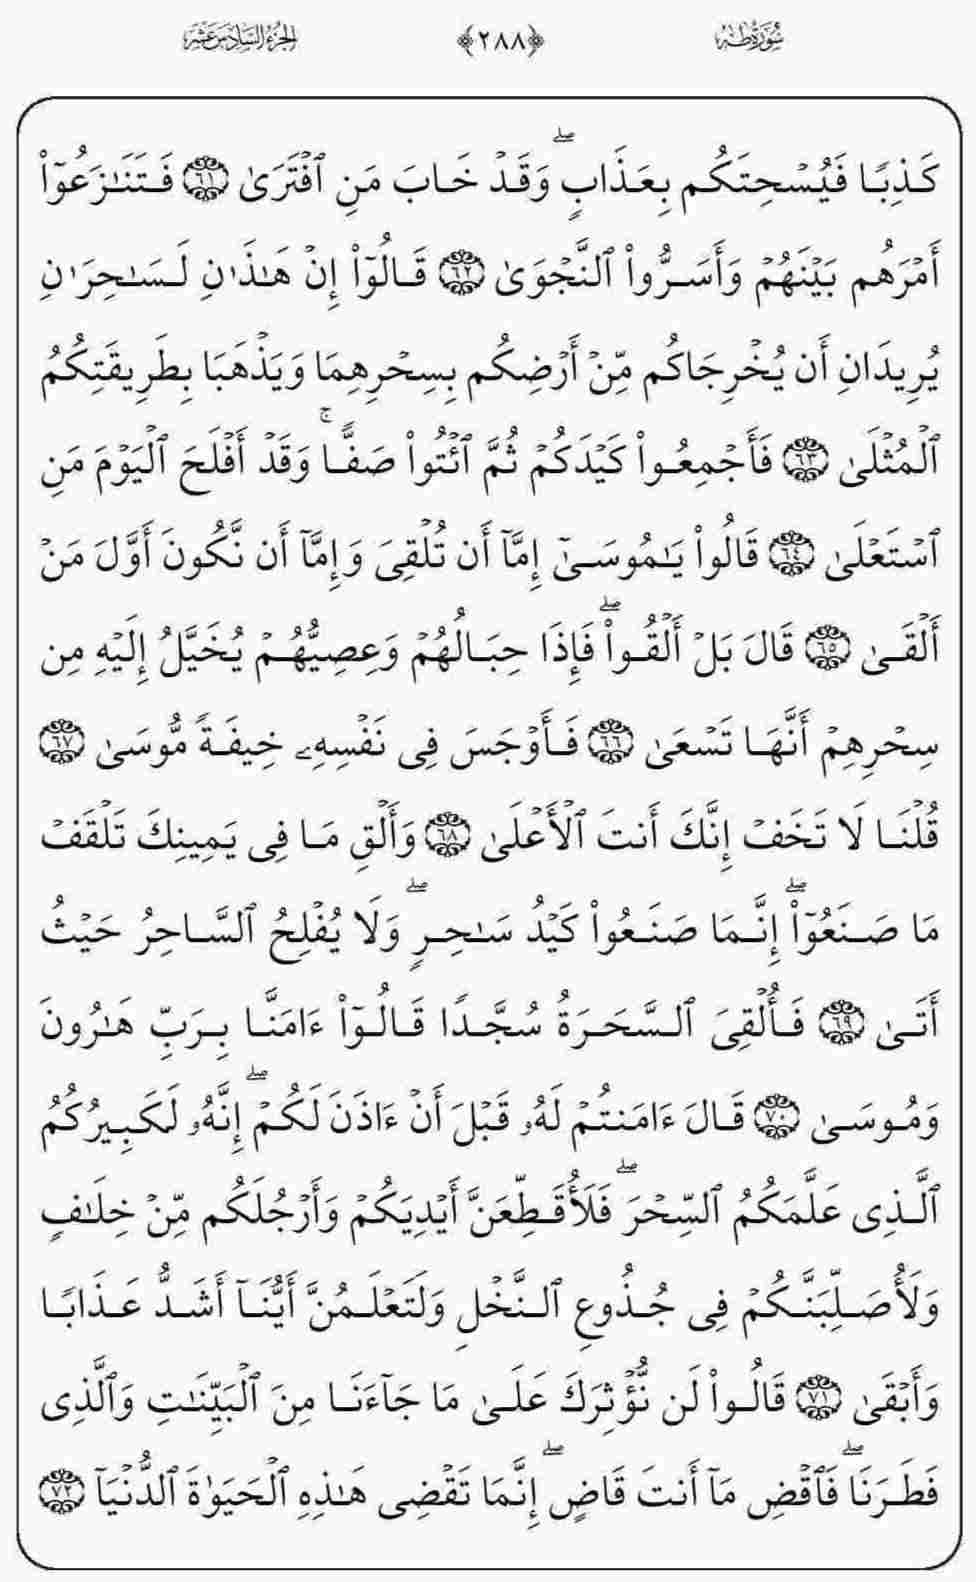 سُورَةُ طه ﴿٢٨٨﴾ الجُزْءُ السَّادِسَ عَشَرَ
كَذِبٗا فَيُسۡحِتَكُم بِعَذَابٖۖ وَقَدۡ خَابَ مَنِ ٱفۡتَرَىٰ ٦١ فَتَنَٰزَعُوٓاْ
أَمۡرَهُم بَيۡنَهُمۡ وَأَسَرُّواْ ٱلنَّجۡوَىٰ ٦٢ قَالُوٓاْ إِنۡ هَٰذَٰنِ لَسَٰحِرَٰنِ
يُرِيدَانِ أَن يُخۡرِجَاكُم مِّنۡ أَرۡضِكُم بِسِحۡرِهِمَا وَيَذۡهَبَا بِطَرِيقَتِكُمُ
ٱلۡمُثۡلَىٰ ٦٣ فَأَجۡمِعُواْ كَيۡدَكُمۡ ثُمَّ ٱئۡتُواْ صَفّٗاۚ وَقَدۡ أَفۡلَحَ ٱلۡيَوۡمَ مَنِ
ٱسۡتَعۡلَىٰ ٦٤ قَالُواْ يَٰمُوسَىٰٓ إِمَّآ أَن تُلۡقِيَ وَإِمَّآ أَن نَّكُونَ أَوَّلَ مَنۡ
أَلۡقَىٰ ٦٥ قَالَ بَلۡ أَلۡقُواْۖ فَإِذَا حِبَالُهُمۡ وَعِصِيُّهُمۡ يُخَيَّلُ إِلَيۡهِ مِن
سِحۡرِهِمۡ أَنَّهَا تَسۡعَىٰ ٦٦ فَأَوۡجَسَ فِي نَفۡسِهِۦ خِيفَةٗ مُّوسَىٰ ٦٧
قُلۡنَا لَا تَخَفۡ إِنَّكَ أَنتَ ٱلۡأَعۡلَىٰ ٦٨ وَأَلۡقِ مَا فِي يَمِينِكَ تَلۡقَفۡ
مَا صَنَعُوٓاْۖ إِنَّمَا صَنَعُواْ كَيۡدُ سَٰحِرٖۖ وَلَا يُفۡلِحُ ٱلسَّاحِرُ حَيۡثُ
أَتَىٰ ٦٩ فَأُلۡقِيَ ٱلسَّحَرَةُ سُجَّدٗا قَالُوٓاْ ءَامَنَّا بِرَبِّ هَٰرُونَ
وَمُوسَىٰ ٧٠ قَالَ ءَامَنتُمۡ لَهُۥ قَبۡلَ أَنۡ ءَاذَنَ لَكُمۡۖ إِنَّهُۥ لَكَبِيرُكُمُ
ٱلَّذِي عَلَّمَكُمُ ٱلسِّحۡرَۖ فَلَأُقَطِّعَنَّ أَيۡدِيَكُمۡ وَأَرۡجُلَكُم مِّنۡ خِلَٰفٖ
وَلَأُصَلِّبَنَّكُمۡ فِي جُذُوعِ ٱلنَّخۡلِ وَلَتَعۡلَمُنَّ أَيُّنَآ أَشَدُّ عَذَابٗا
وَأَبۡقَىٰ ٧١ قَالُواْ لَن نُّؤۡثِرَكَ عَلَىٰ مَا جَآءَنَا مِنَ ٱلۡبَيِّنَٰتِ وَٱلَّذِي
فَطَرَنَاۖ فَٱقۡضِ مَآ أَنتَ قَاضٍۖ إِنَّمَا تَقۡضِي هَٰذِهِ ٱلۡحَيَوٰةَ ٱلدُّنۡيَآ ٧٢